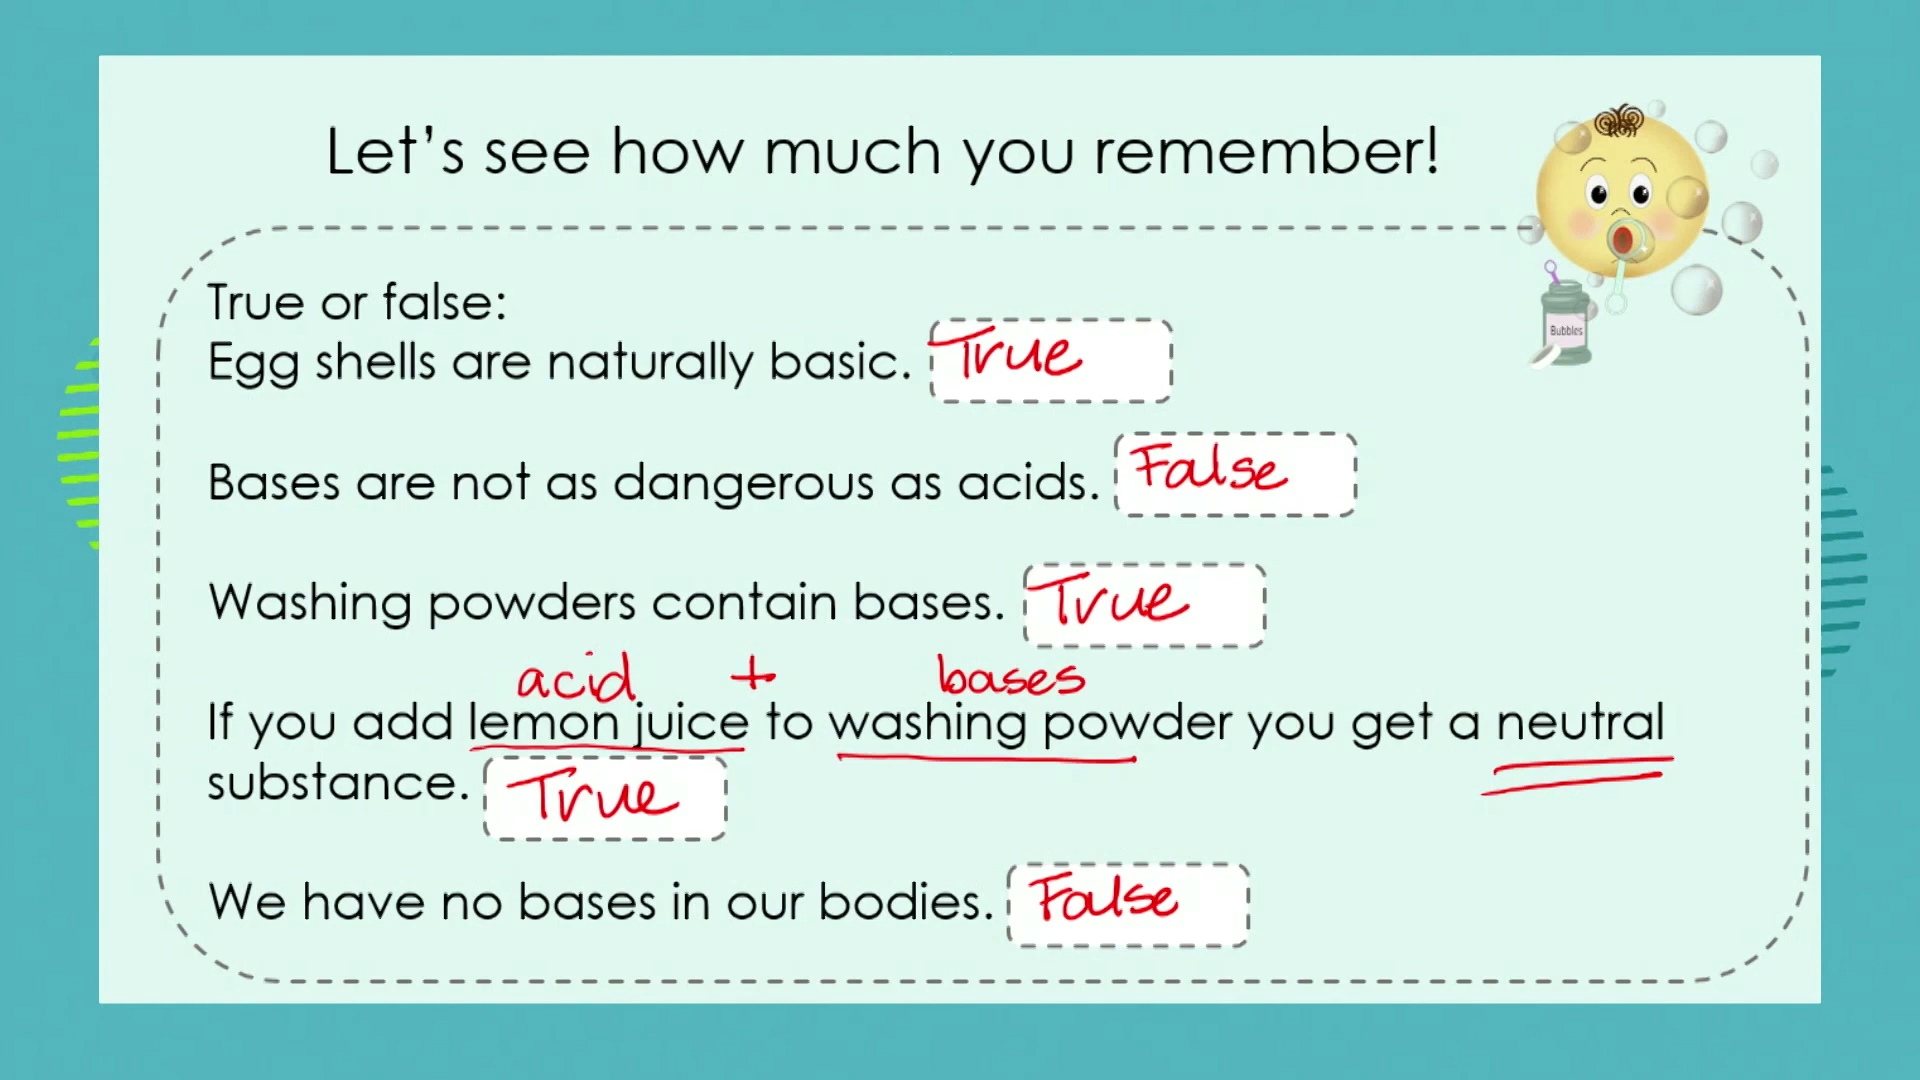 Let's see how much you remember!
Bubbles
True or false:
Egg shells are naturally basic. True
Bases are not as dangerous as acids. False
Washing powders contain bases. True
acid + bases
If you add lemon juice to washing powder you get a neutral
substance. True
We have no bases in our bodies. False